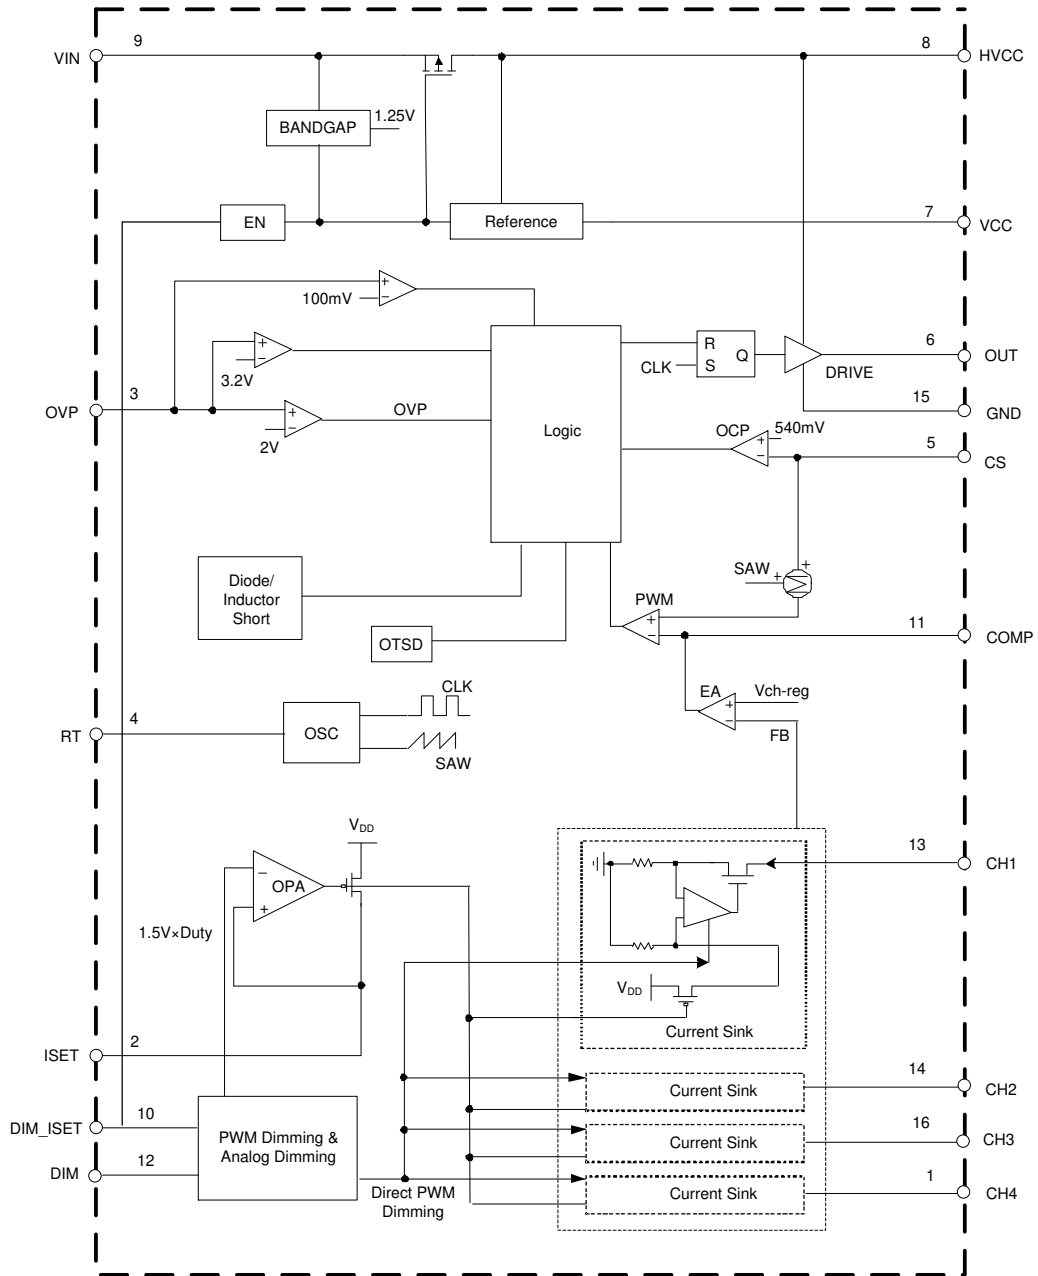 VIN
9
8
HVCC
BANDGAP
1.25V
EN
Reference
7
VCC
100mV
+
−
3.2V
+
−
R
S
Q
CLK
DRIVE
6
OUT
OVP
3
2V
+
−
OVP
Logic
15
GND
OCP
+
−
540mV
5
CS
Diode/
Inductor
Short
SAW
+
+
Σ
PWM
+
−
11
COMP
OTSD
EA
+
−
Vch-reg
FB
RT
4
OSC
CLK
SAW
VDD
OPA
−
+
1.5V×Duty
13
CH1
VDD
Current Sink
ISET
2
14
CH2
Current Sink
DIM_ISET
10
PWM Dimming &
Analog Dimming
16
CH3
Current Sink
DIM
12
Direct PWM
Dimming
1
CH4
Current Sink